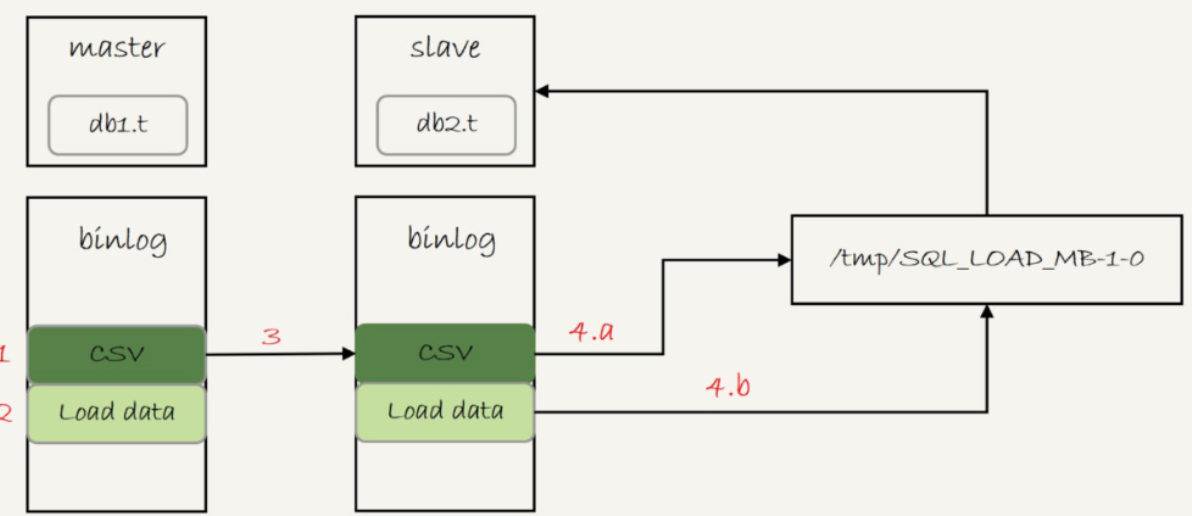 master
slave
db1.t
db2.t
binlog
binlog
/tmp/SQL_LOAD_MB-1-0
1
CSV
3
CSV
4.a
2
Load data
Load data
4.b